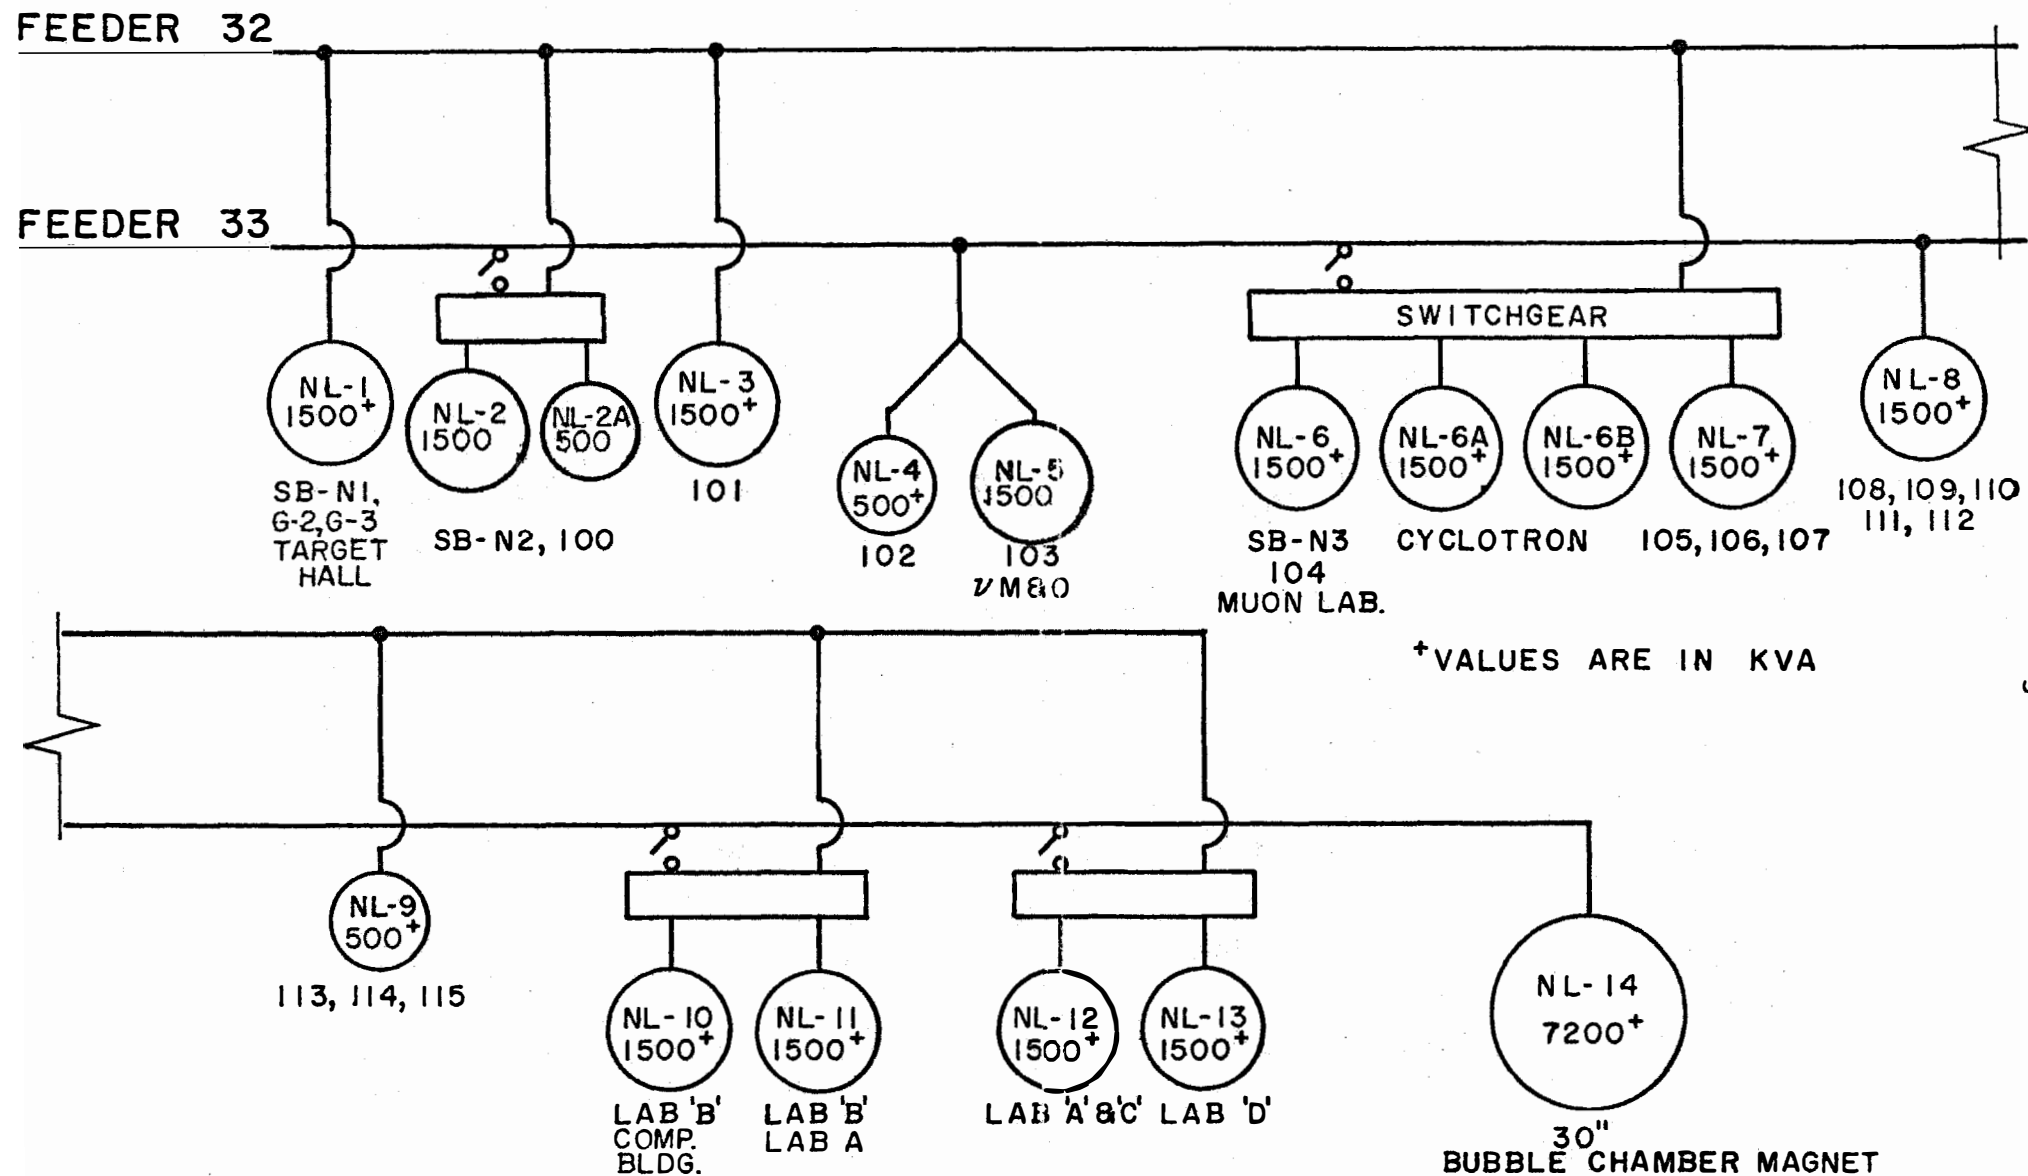 FEEDER 32
FEEDER 33
NL-1
1500+
SB-N1,
G-2,G-3
TARGET
HALL
NL-2
1500
NL-2A
500
SB-N2, 100
NL-3
1500+
101
NL-4
500+
102
NL-5
1500
103
νM&O
SWITCHGEAR
NL-6
1500+
SB-N3
104
MUON LAB.
NL-6A
1500+
NL-6B
1500+
CYCLOTRON
NL-7
1500+
105, 106, 107
NL-8
1500+
108, 109, 110
111, 112
+VALUES ARE IN KVA
NL-9
500+
113, 114, 115
NL-10
1500+
LAB 'B'
COMP.
BLDG.
NL-11
1500+
LAB 'B'
LAB A
NL-12
1500+
LAB 'A'&'C'
NL-13
1500+
LAB 'D'
NL-14
7200+
30"
BUBBLE CHAMBER MAGNET